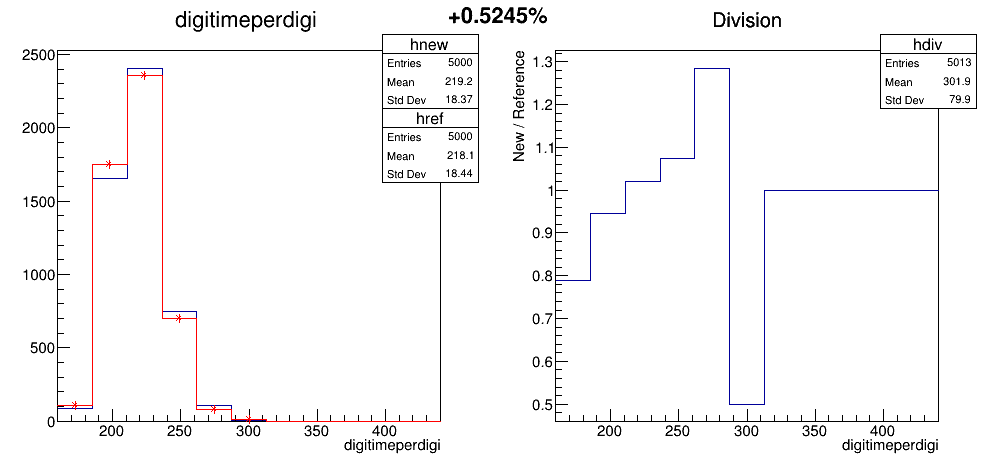 +0.5245%
digitimeperdigi
hnew
Entries 5000
Mean 219.2
Std Dev 18.37
href
Entries 5000
Mean 218.1
Std Dev 18.44
2500
2000
1500
1000
500
0
200 250 300 350 400
digitimeperdigi
Division
hdiv
Entries 5013
Mean 301.9
Std Dev 79.9
New / Reference
1.3
1.2
1.1
1
0.9
0.8
0.7
0.6
0.5
200 250 300 350 400
digitimeperdigi